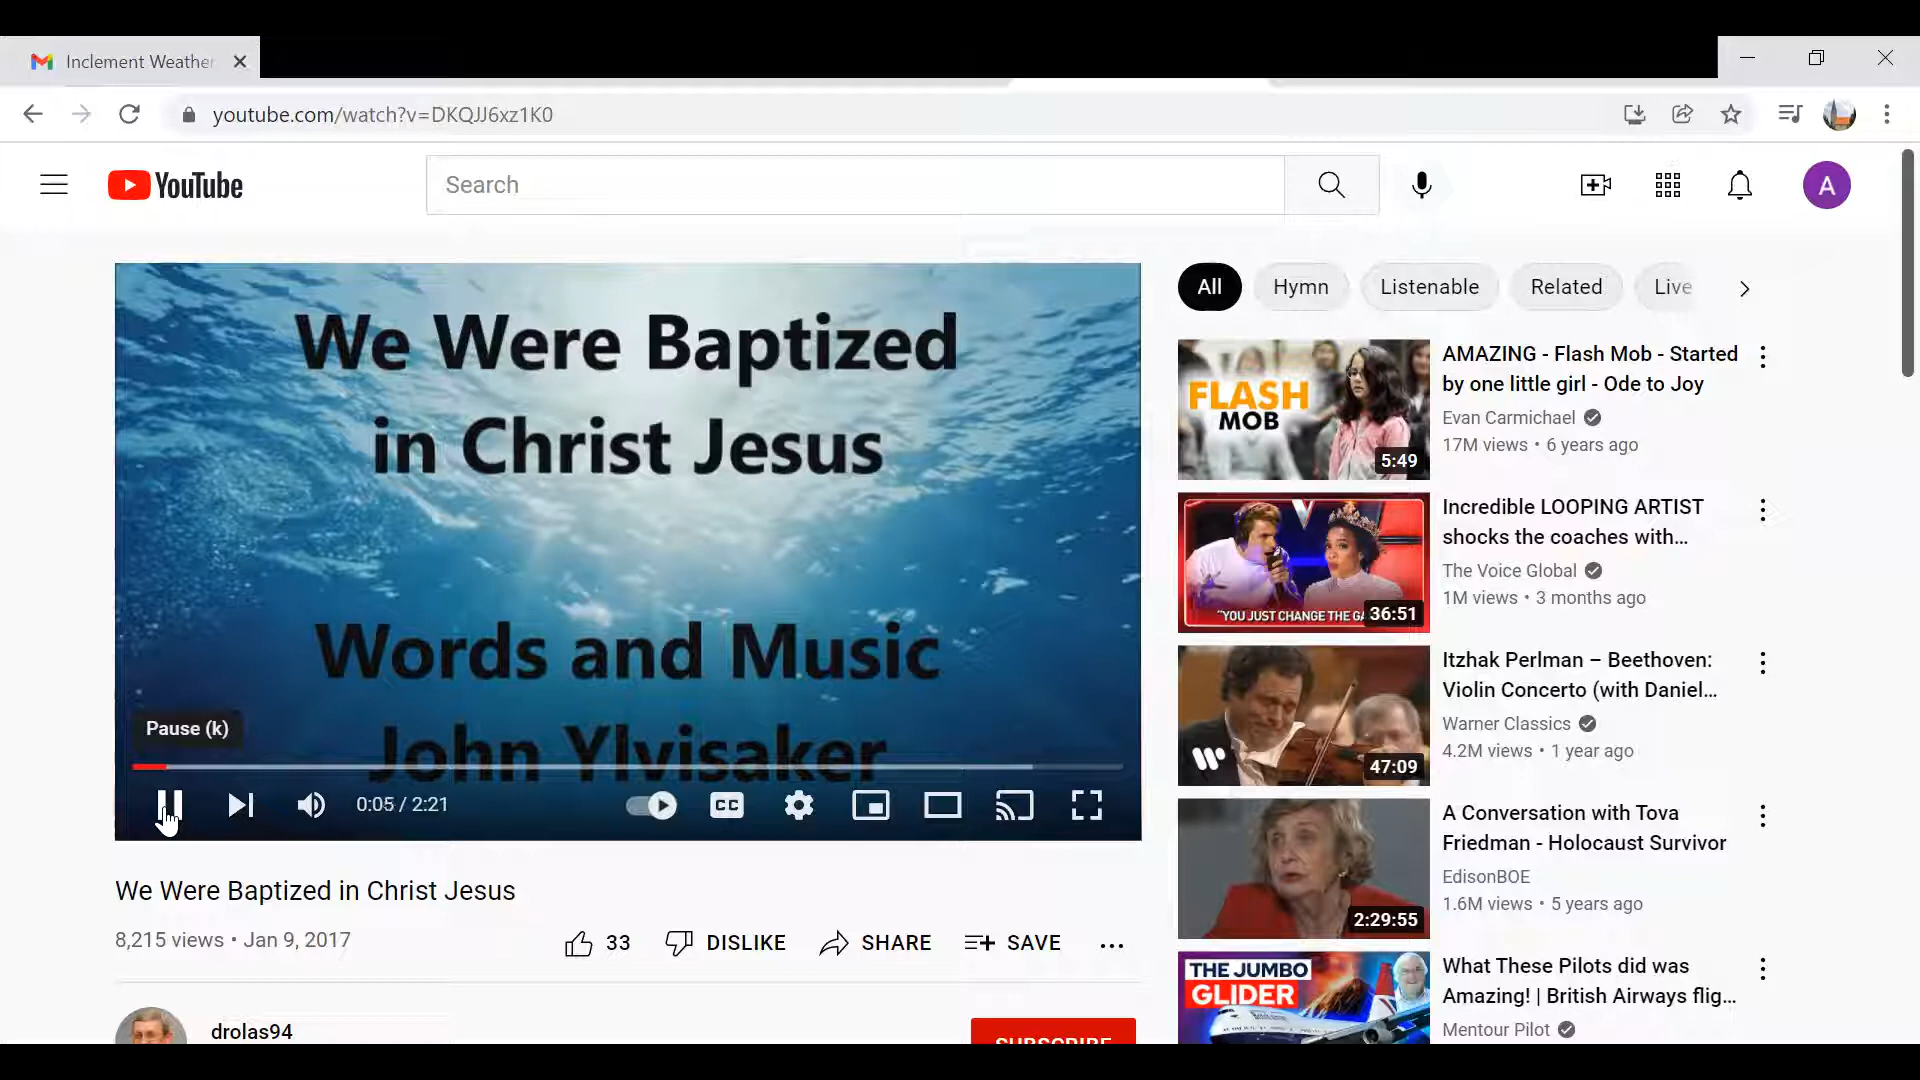 Inclement Weather
youtube.com/watch?v=DKQJJ6xz1K0
YouTube
Search
A
We Were Baptized
in Christ Jesus
Words and Music
John Ylvisaker
Pause (k)
0:05 / 2:21
CC
We Were Baptized in Christ Jesus
8,215 views • Jan 9, 2017
33
DISLIKE
SHARE
SAVE
drolas94
SUBSCRIBE
All
Hymn
Listenable
Related
Live
FLASH
MOB
5:49
AMAZING - Flash Mob - Started
by one little girl - Ode to Joy
Evan Carmichael
17M views • 6 years ago
"YOU JUST CHANGE THE GA
36:51
Incredible LOOPING ARTIST
shocks the coaches with...
The Voice Global
1M views • 3 months ago
47:09
Itzhak Perlman – Beethoven:
Violin Concerto (with Daniel...
Warner Classics
4.2M views • 1 year ago
2:29:55
A Conversation with Tova
Friedman - Holocaust Survivor
EdisonBOE
1.6M views • 5 years ago
THE JUMBO
GLIDER
What These Pilots did was
Amazing! | British Airways flig...
Mentour Pilot